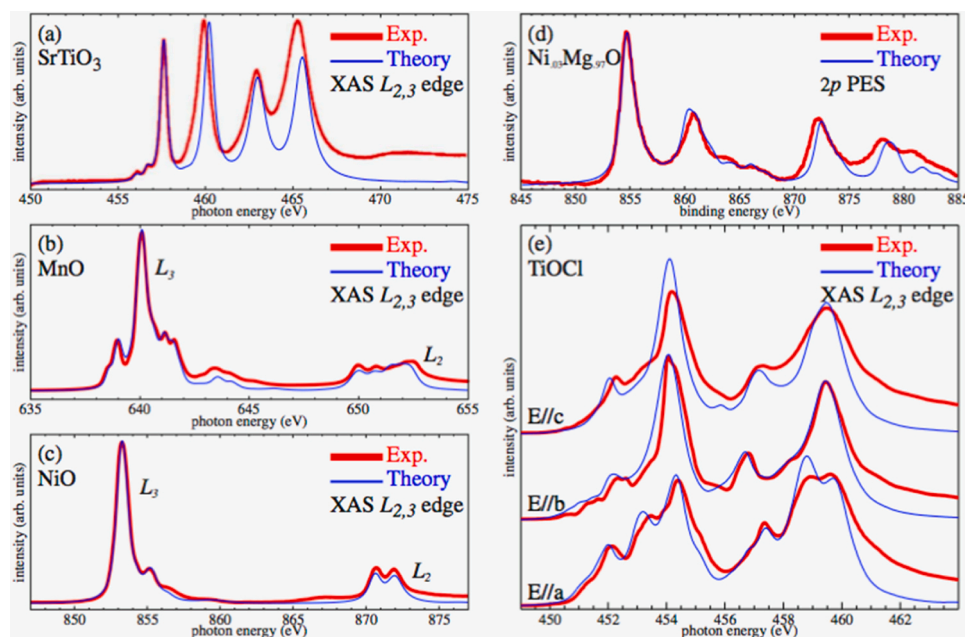 (a)
SrTiO3
Exp.
Theory
XAS L2,3 edge
intensity (arb. units)
450 455 460 465 470 475
photon energy (eV)
(b)
MnO
L3
Exp.
Theory
XAS L2,3 edge
L2
intensity (arb. units)
635 640 645 650 655
photon energy (eV)
(c)
NiO
L3
Exp.
Theory
XAS L2,3 edge
L2
intensity (arb. units)
850 855 860 865 870 875
photon energy (eV)
(d)
Ni.03Mg.97O
Exp.
Theory
2p PES
intensity (arb. units)
845 850 855 860 865 870 875 880 885
binding energy (eV)
(e)
TiOCl
Exp.
Theory
XAS L2,3 edge
E//c
E//b
E//a
intensity (arb. units)
450 452 454 456 458 460 462
photon energy (eV)